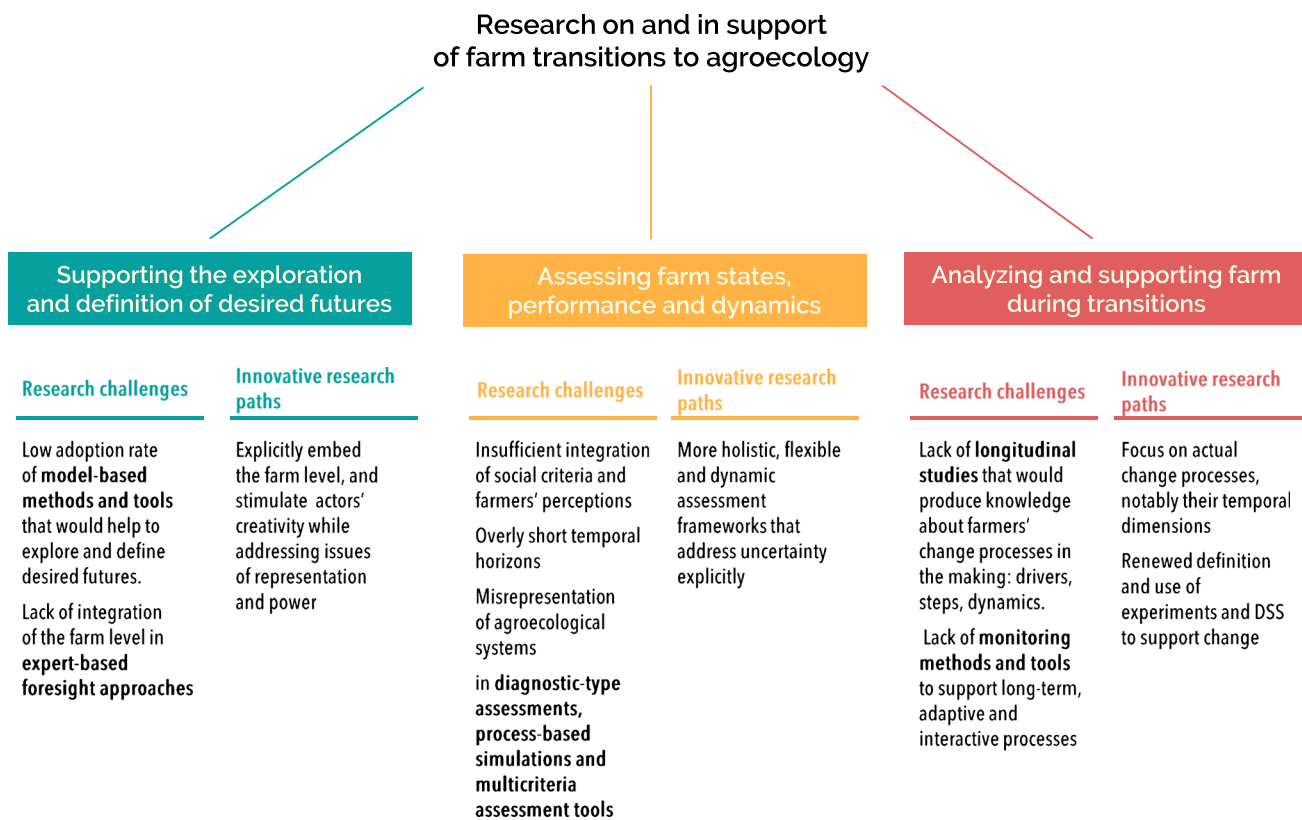 Research on and in support
of farm transitions to agroecology
Supporting the exploration
and definition of desired futures
Research challenges
Low adoption rate
of model-based
methods and tools
that would help to
explore and define
desired futures.
Lack of integration
of the farm level in
expert-based
foresight approaches
Innovative research
paths
Explicitly embed
the farm level, and
stimulate actors’
creativity while
addressing issues
of representation
and power
Assessing farm states,
performance and dynamics
Research challenges
Insufficient integration
of social criteria and
farmers’ perceptions
Overly short temporal
horizons
Misrepresentation
of agroecological
systems
in diagnostic-type
assessments,
process-based
simulations and
multicriteria
assessment tools
Innovative research
paths
More holistic, flexible
and dynamic
assessment
frameworks that
address uncertainty
explicitly
Analyzing and supporting farm
during transitions
Research challenges
Lack of longitudinal
studies that would
produce knowledge
about farmers’
change processes in
the making: drivers,
steps, dynamics.
Lack of monitoring
methods and tools
to support long-term,
adaptive and
interactive processes
Innovative research
paths
Focus on actual
change processes,
notably their temporal
dimensions
Renewed definition
and use of
experiments and DSS
to support change